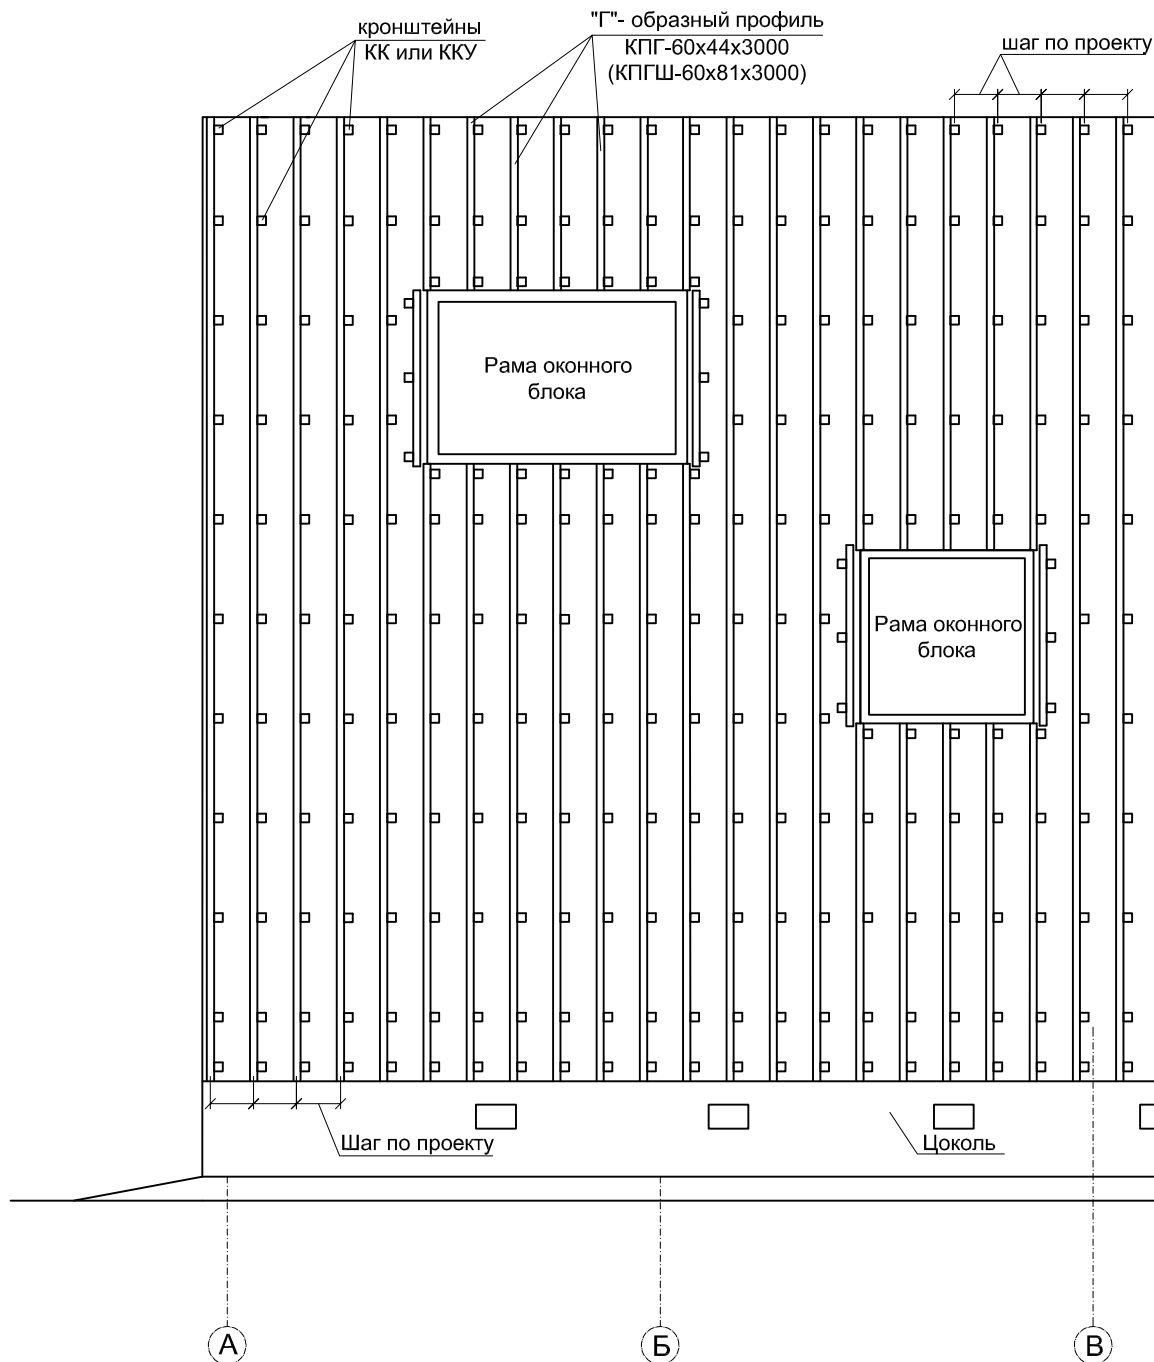 кронштейны
КК или ККУ
"Г"- образный профиль
КПГ-60х44х3000
(КПГШ-60х81х3000)
шаг по проекту
Рама оконного
блока
Рама оконного
блока
Шаг по проекту
Цоколь
А
Б
В